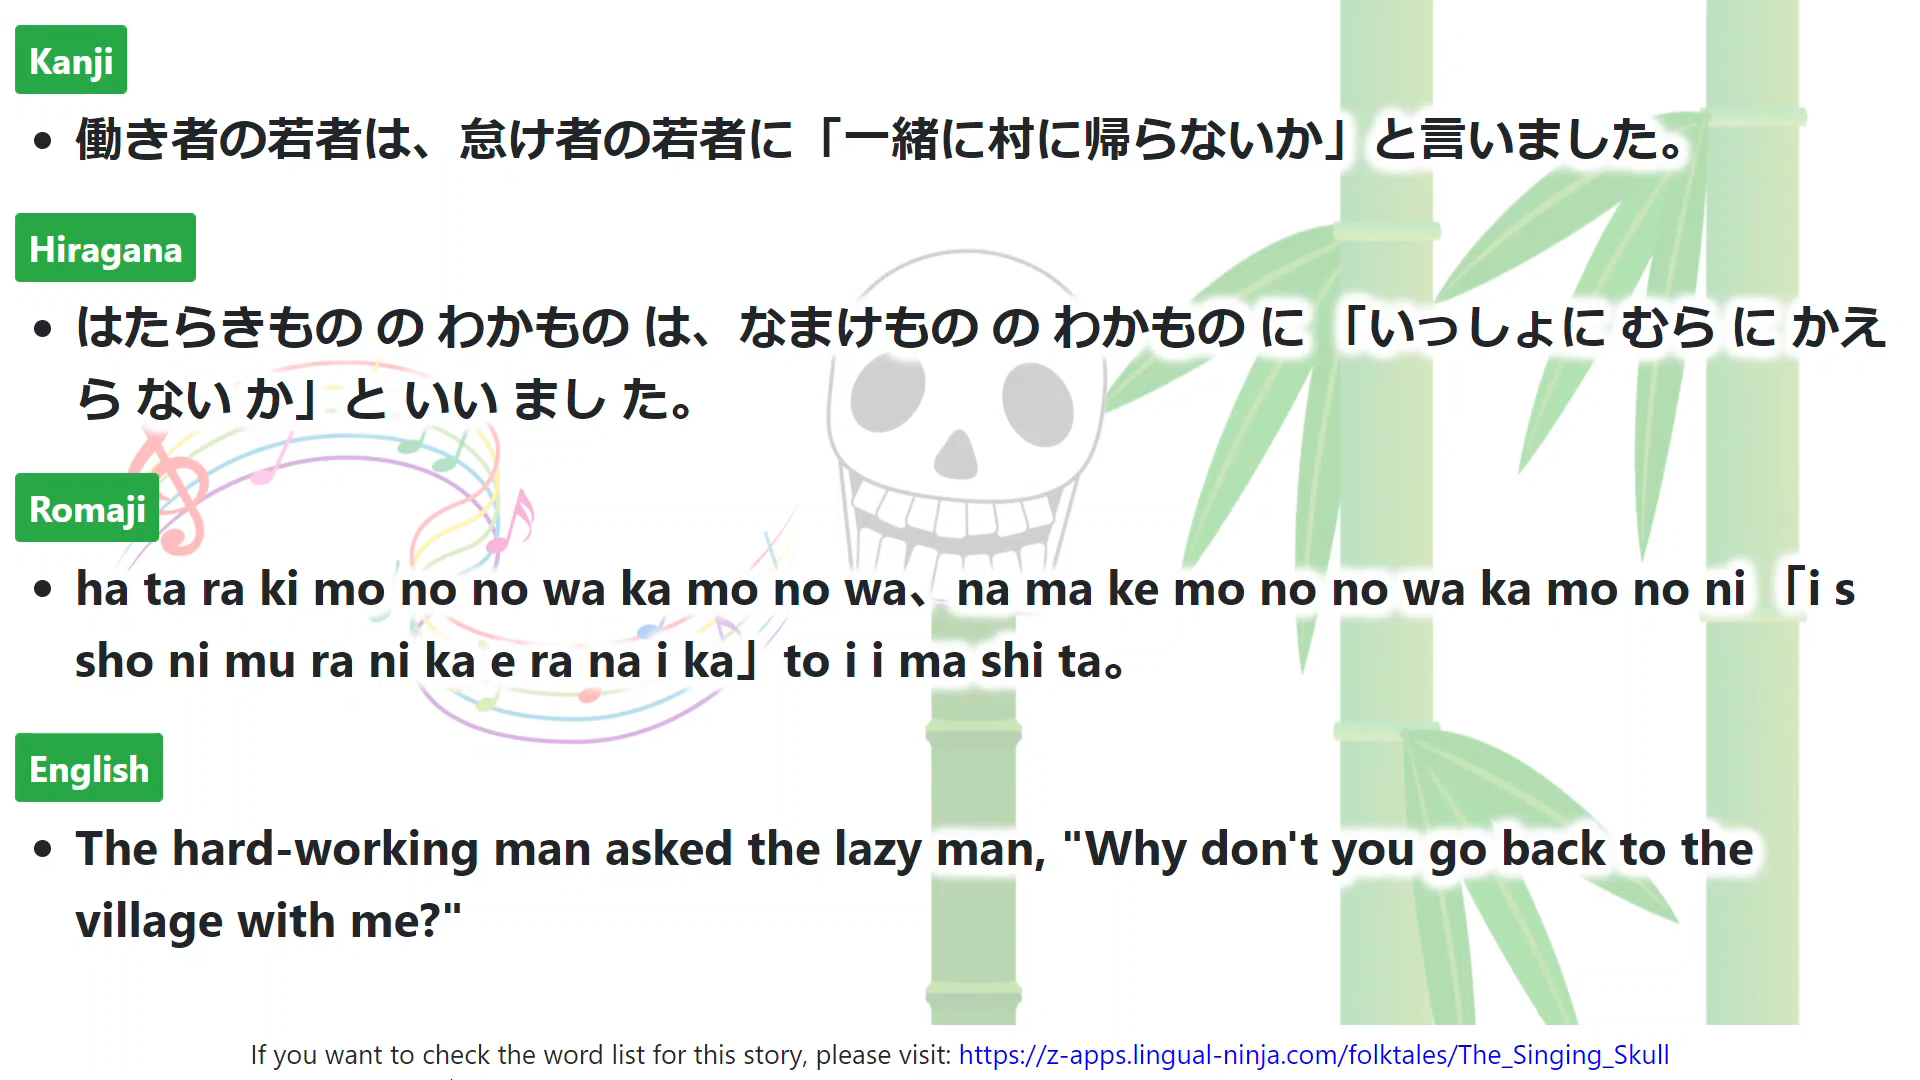 Kanji
• 働き者の若者は、怠け者の若者に「一緒に村に帰らないか」と言いました。
Hiragana
• はたらきもの の わかもの は、なまけもの の わかもの に 「いっしょに むら に かえ
ら ない か」と いい まし た。
Romaji
• ha ta ra ki mo no no wa ka mo no wa、na ma ke mo no no wa ka mo no ni 「i s
sho ni mu ra ni ka e ra na i ka」to i i ma shi ta。
English
• The hard-working man asked the lazy man, "Why don't you go back to the
village with me?"
If you want to check the word list for this story, please visit: https://z-apps.lingual-ninja.com/folktales/The_Singing_Skull